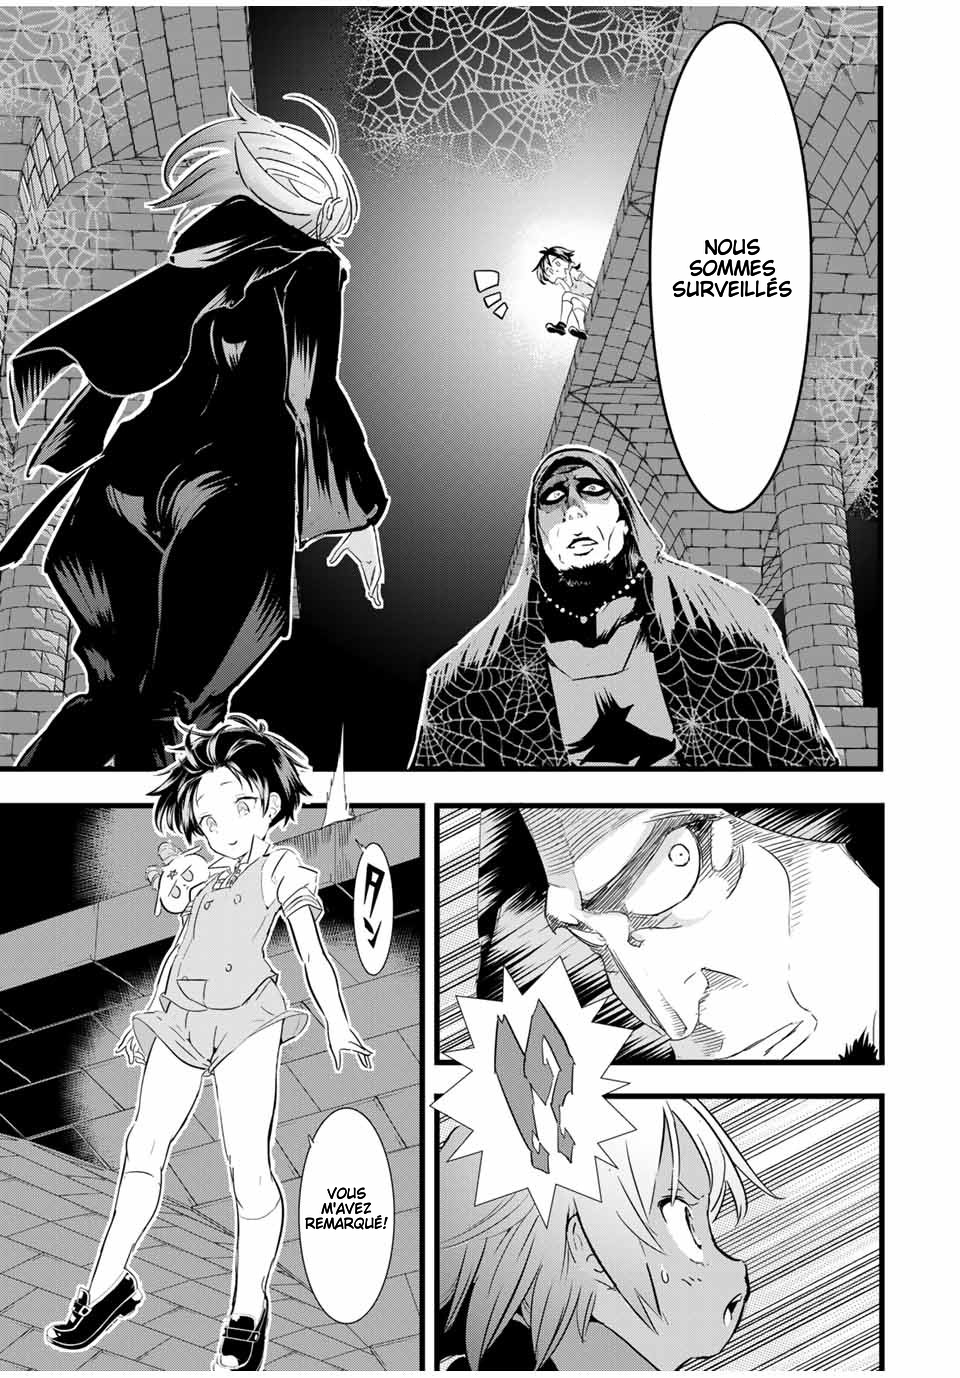 NOUS
SOMMES
SURVEILLÉS
!?
タン
VOUS
M'AVEZ
REMARQUÉ!